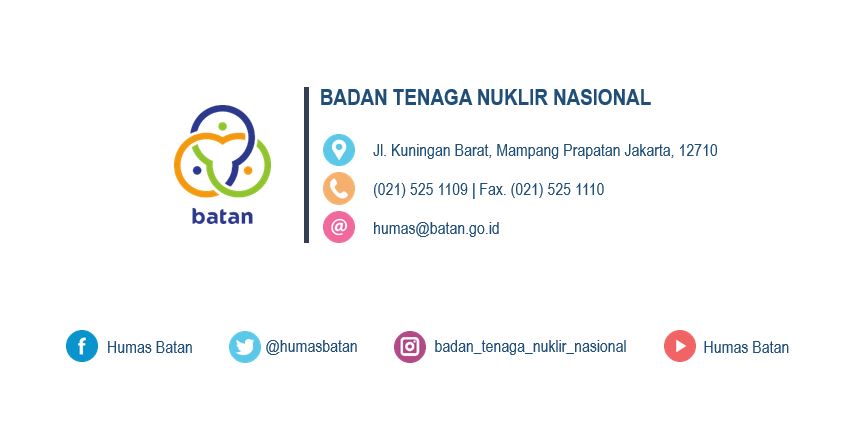 BADAN TENAGA NUKLIR NASIONAL
batan
Jl. Kuningan Barat, Mampang Prapatan Jakarta, 12710
(021) 525 1109 | Fax. (021) 525 1110
humas@batan.go.id
Humas Batan
@humasbatan
badan_tenaga_nuklir_nasional
Humas Batan